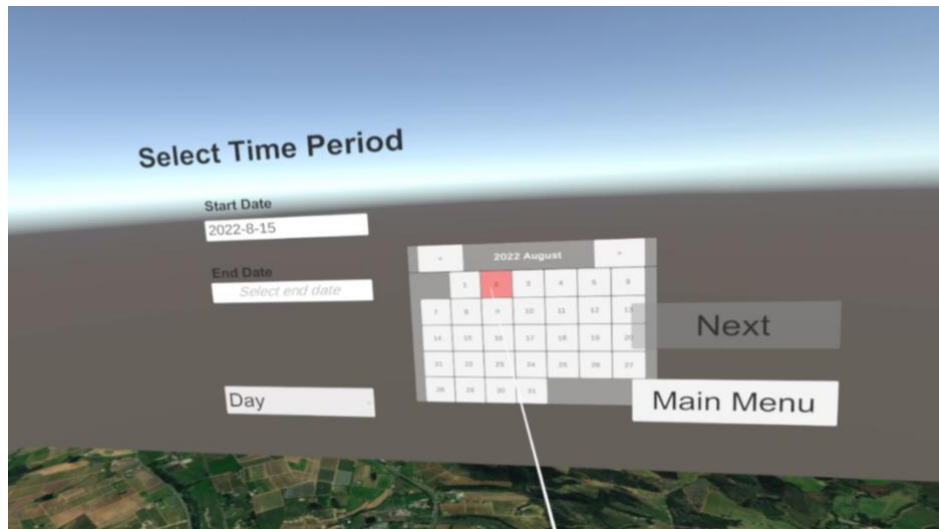 Select Time Period
Start Date
2022-8-15
End Date
Select end date
Day
2022 August
1 2 3 4 5 6
7 8 9 10 11 12 13
14 15 16 17 18 19 20
21 22 23 24 25 26 27
28 29 30 31
Next
Main Menu